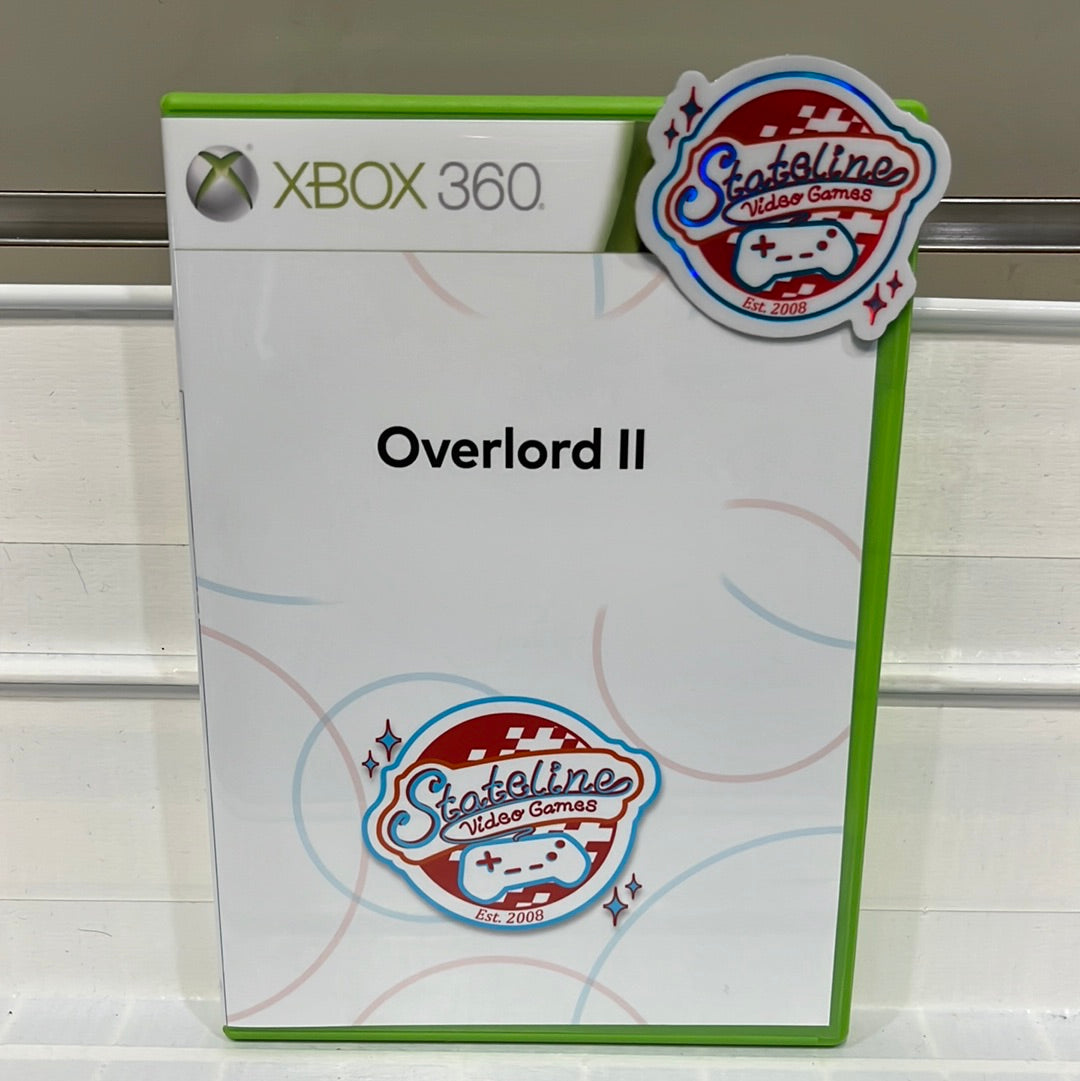 XBOX 360
Stateline
Video Games
Est. 2008
Overlord II
Stateline
Video Games
Est. 2008